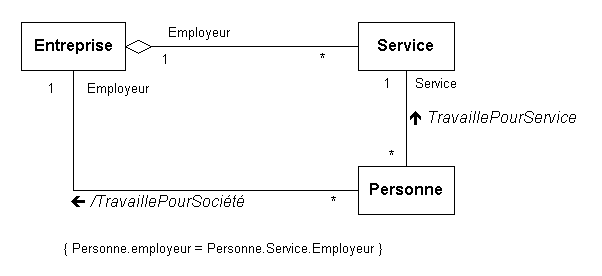 Employeur
Entreprise
Service
1
*
1
Employeur
1
Service
🡹 TravaillePourService
*
Personne
🡸 /TravaillePourSociété
*
{ Personne.employeur = Personne.Service.Employeur }